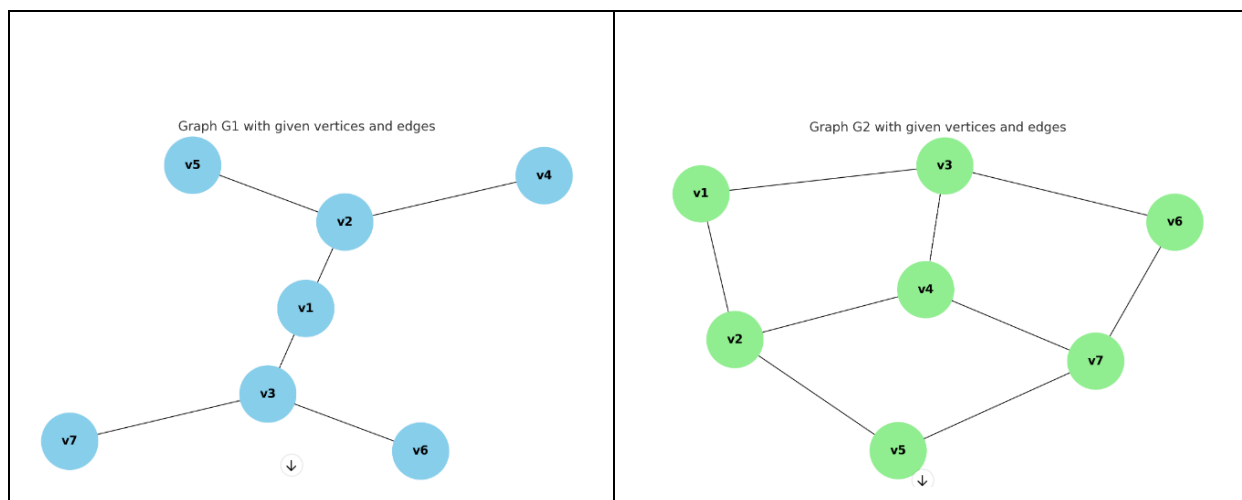 Graph G1 with given vertices and edges
v5
v4
v2
v1
v3
v7
v6
Graph G2 with given vertices and edges
v3
v1
v6
v4
v2
v7
v5